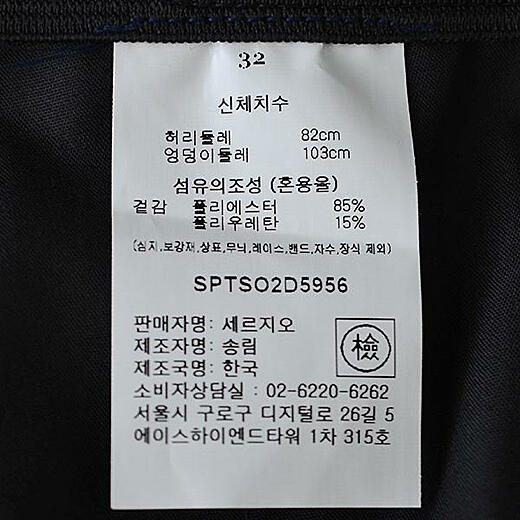 32
신체치수
허리둘레 82cm
엉덩이둘레 103cm
섬유의조성 (혼용율)
겉감 폴리에스터 85%
폴리우레탄 15%
(심지,보강재,상표,무늬,레이스,밴드,자수,장식 제외)
SPTSO2D5956
판매자명: 세르지오
제조자명: 송림
제조국명: 한국
檢
소비자상담실 : 02-6220-6262
서울시 구로구 디지털로 26길 5
에이스하이엔드타워 1차 315호